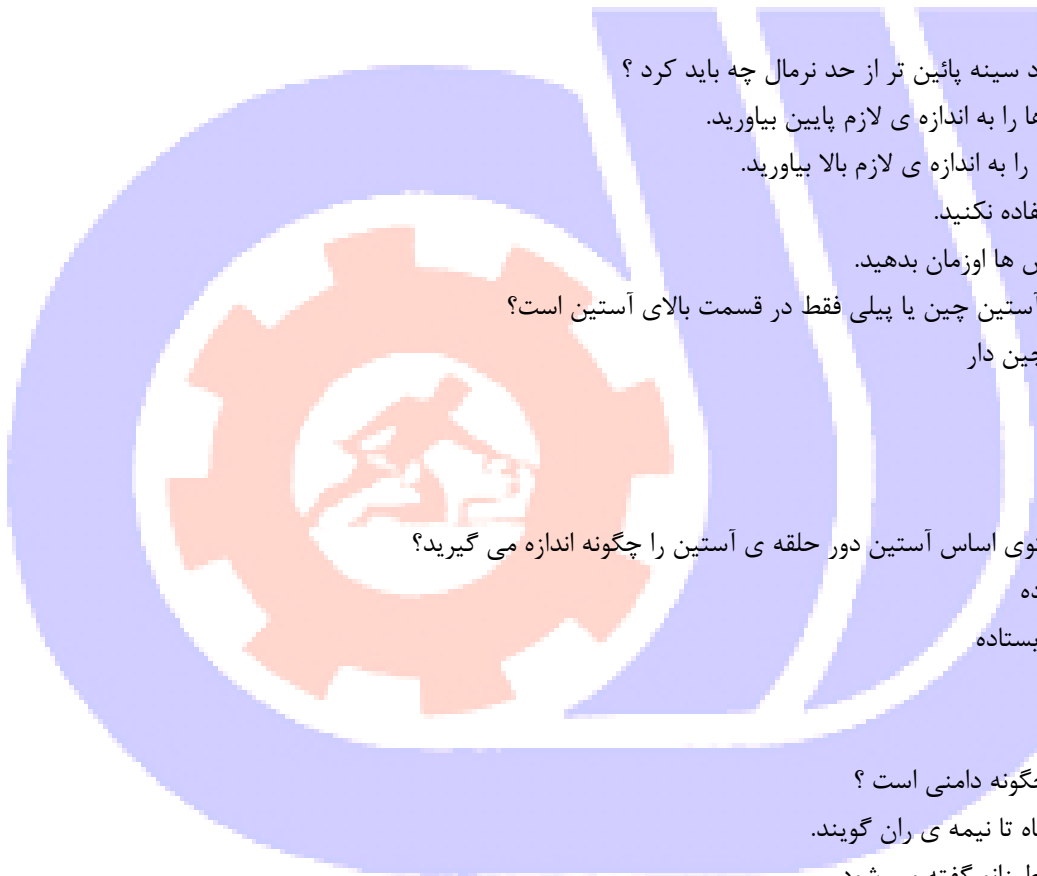 د سینه پائین تر از حد نرمال چه باید کرد ؟
ها را به اندازه ی لازم پایین بیاورید.
را به اندازه ی لازم بالا بیاورید.
فاده نکنید.
ں ها اوزمان بدهید.
آستین چین یا پیلی فقط در قسمت بالای آستین است؟
چین دار
وی اساس آستین دور حلقه ی آستین را چگونه اندازه می گیرید؟
ده
یستاده
چگونه دامنی است ؟
اه تا نیمه ی ران گویند.